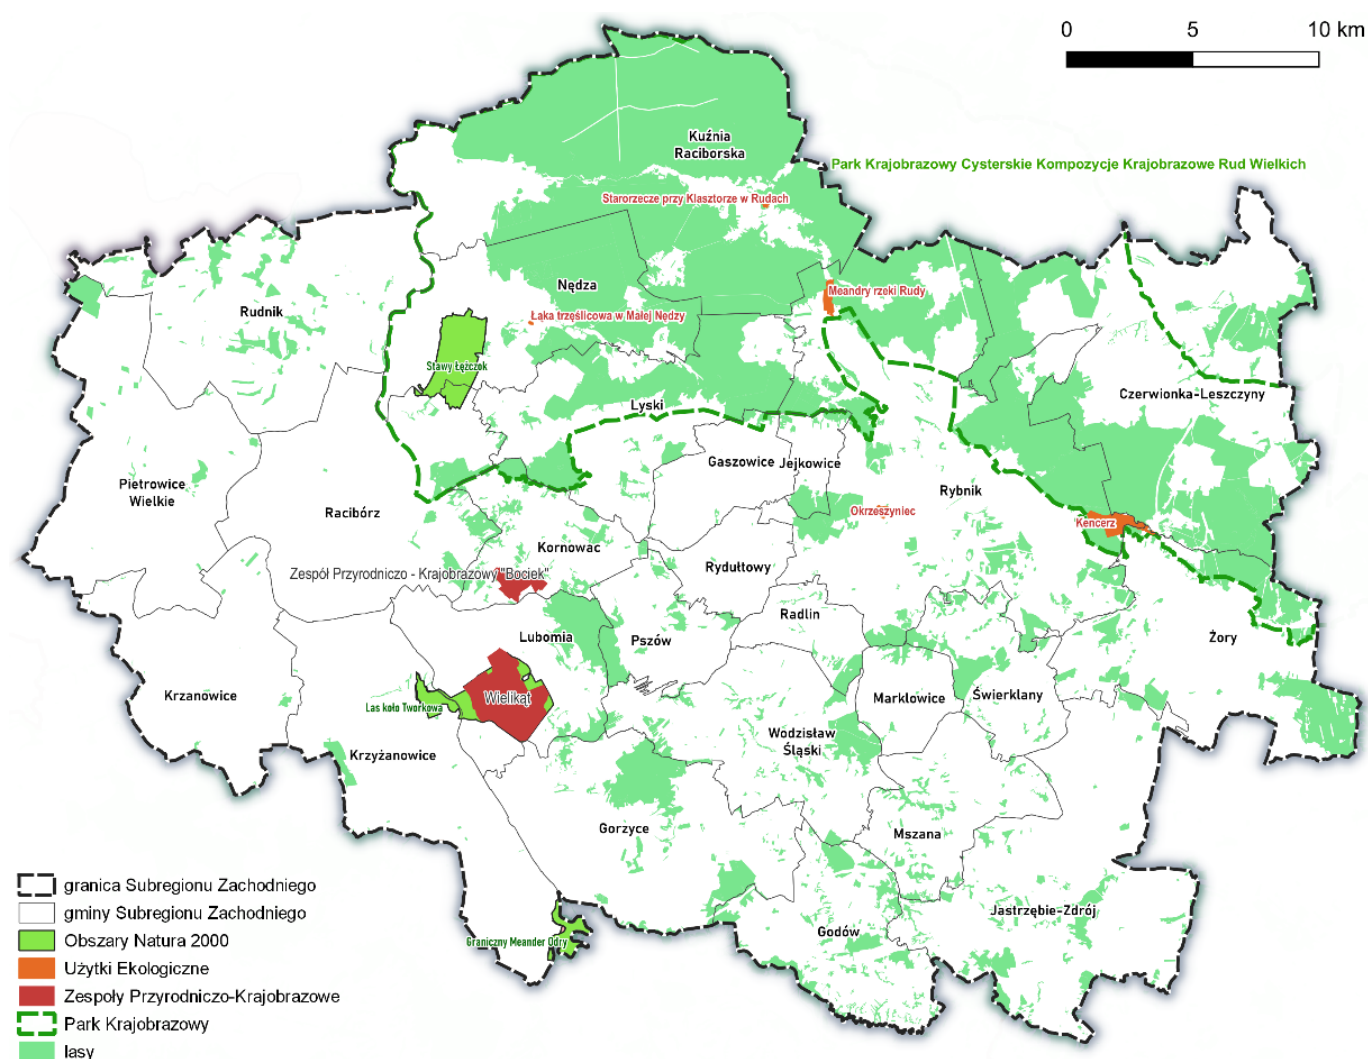 0 5 10 km
Kuźnia
Raciborska
Park Krajobrazowy Cysterskie Kompozycje Krajobrazowe Rud Wielkich
Starorzecze przy Klasztorze w Rudach
Nędza
Meandry rzeki Rudy
Rudnik
Łąka trzęślicowa w Małej Nędzy
Stawy Łężczok
Czerwionka-Leszczyny
Lyski
Gaszowice
Jejkowice
Pietrowice
Wielkie
Rybnik
Racibórz
Okrzeszyniec
Kencerz
Kornowac
Zespół Przyrodniczo - Krajobrazowy "Bociek"
Rydułtowy
Radlin
Lubomia
Pszów
Żory
Krzanowice
Wielikąt
Marklowice
Świerklany
Las koło Tworkowa
Wodzisław
Śląski
Krzyżanowice
Gorzyce
Mszana
Jastrzębie-Zdrój
Godów
Graniczny Meander Odry
granica Subregionu Zachodniego
gminy Subregionu Zachodniego
Obszary Natura 2000
Użytki Ekologiczne
Zespoły Przyrodniczo-Krajobrazowe
Park Krajobrazowy
lasy